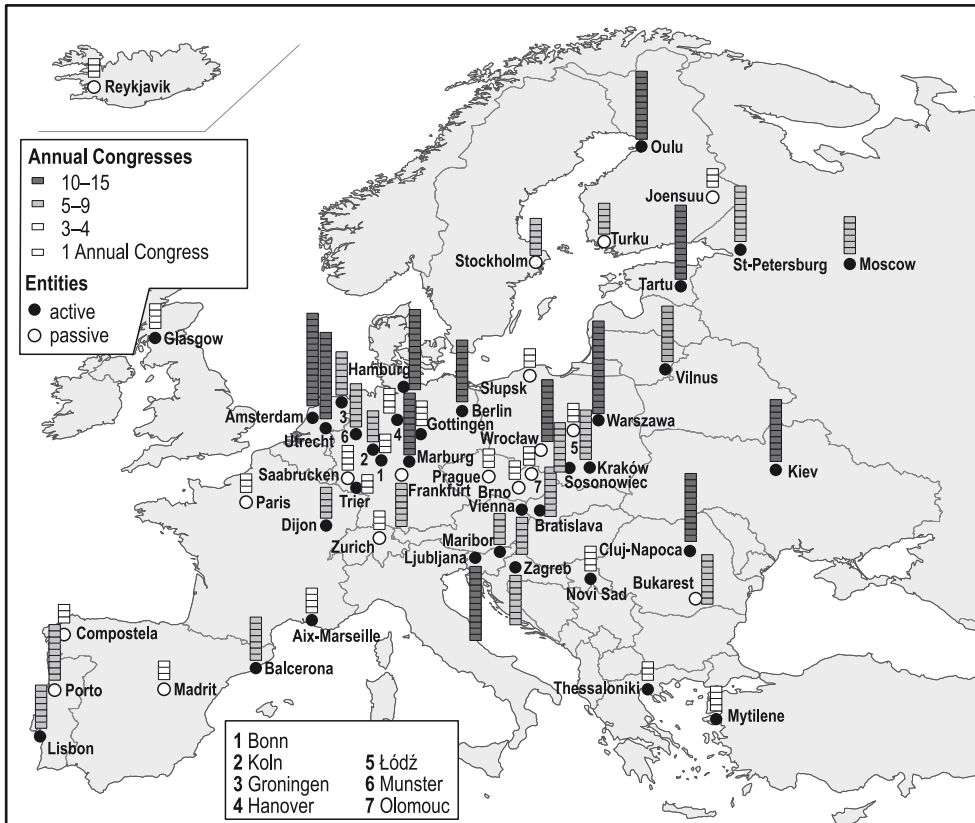 Reykjavik
Annual Congresses
10–15
5–9
3–4
1 Annual Congress
Entities
active
passive
Oulu
Joensuu
Turku
Stockholm
St-Petersburg
Moscow
Tartu
Glasgow
Vilnus
Hamburg
Słupsk
Amsterdam
3
Berlin
Warszawa
Utrecht
6
4
Gottingen
Wrocław
5
2
1
Marburg
Kraków
Kiev
Saabrucken
Prague
7
Sosonowiec
Paris
Trier
Frankfurt
Brno
Vienna
Dijon
Bratislava
Zurich
Maribor
Ljubljana
Cluj-Napoca
Zagreb
Novi Sad
Bukarest
Compostela
Aix-Marseille
Balcerona
Porto
Madrit
Thessaloniki
Mytilene
Lisbon
1 Bonn
2 Koln
3 Groningen
4 Hanover
5 Łódź
6 Munster
7 Olomouc